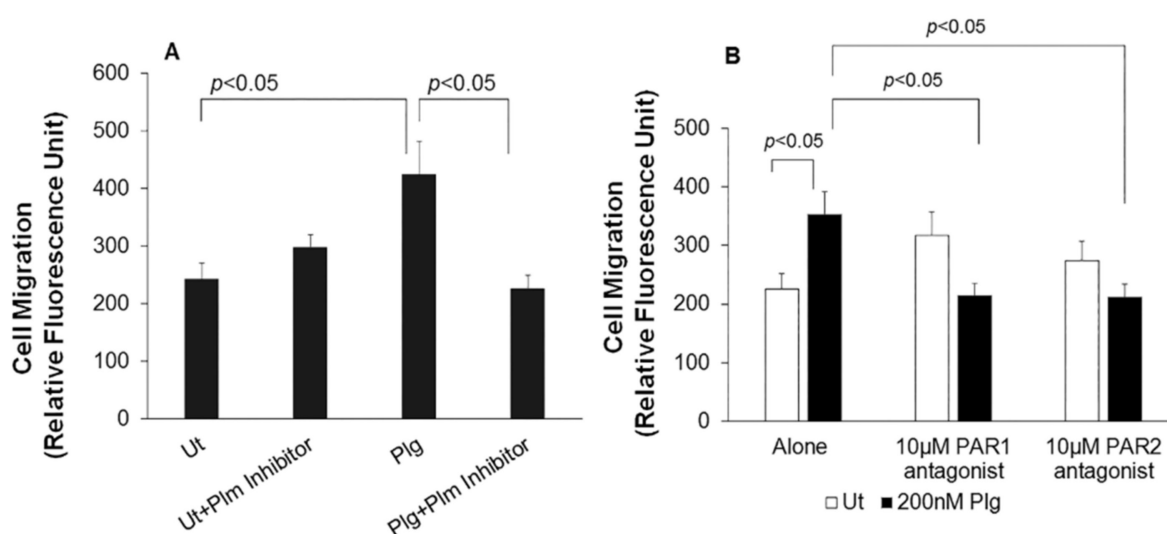 A
p<0.05
p<0.05
600
500
400
300
200
100
0
Cell Migration
(Relative Fluorescence Unit)
Ut
Ut+Plm Inhibitor
Plg
Plg+Plm Inhibitor
B
p<0.05
p<0.05
p<0.05
500
400
300
200
100
0
Cell Migration
(Relative Fluorescence Unit)
Alone
10µM PAR1
antagonist
10µM PAR2
antagonist
Ut
200nM Plg